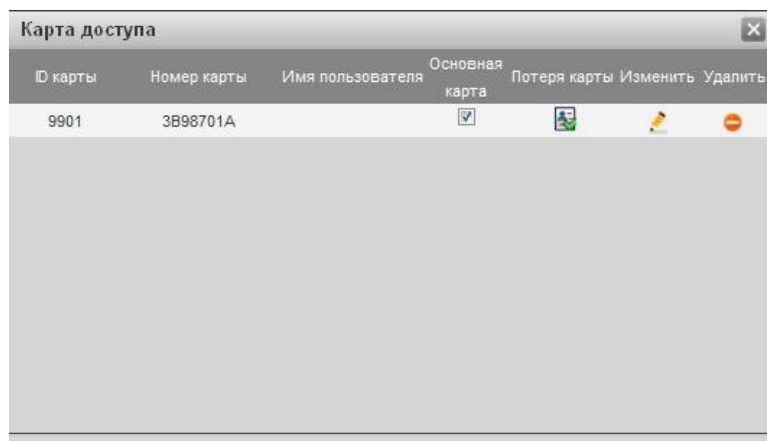 Карта доступа
ID карты Номер карты Имя пользователя Основная карта Потеря карты Изменить Удалить
9901 3B98701A